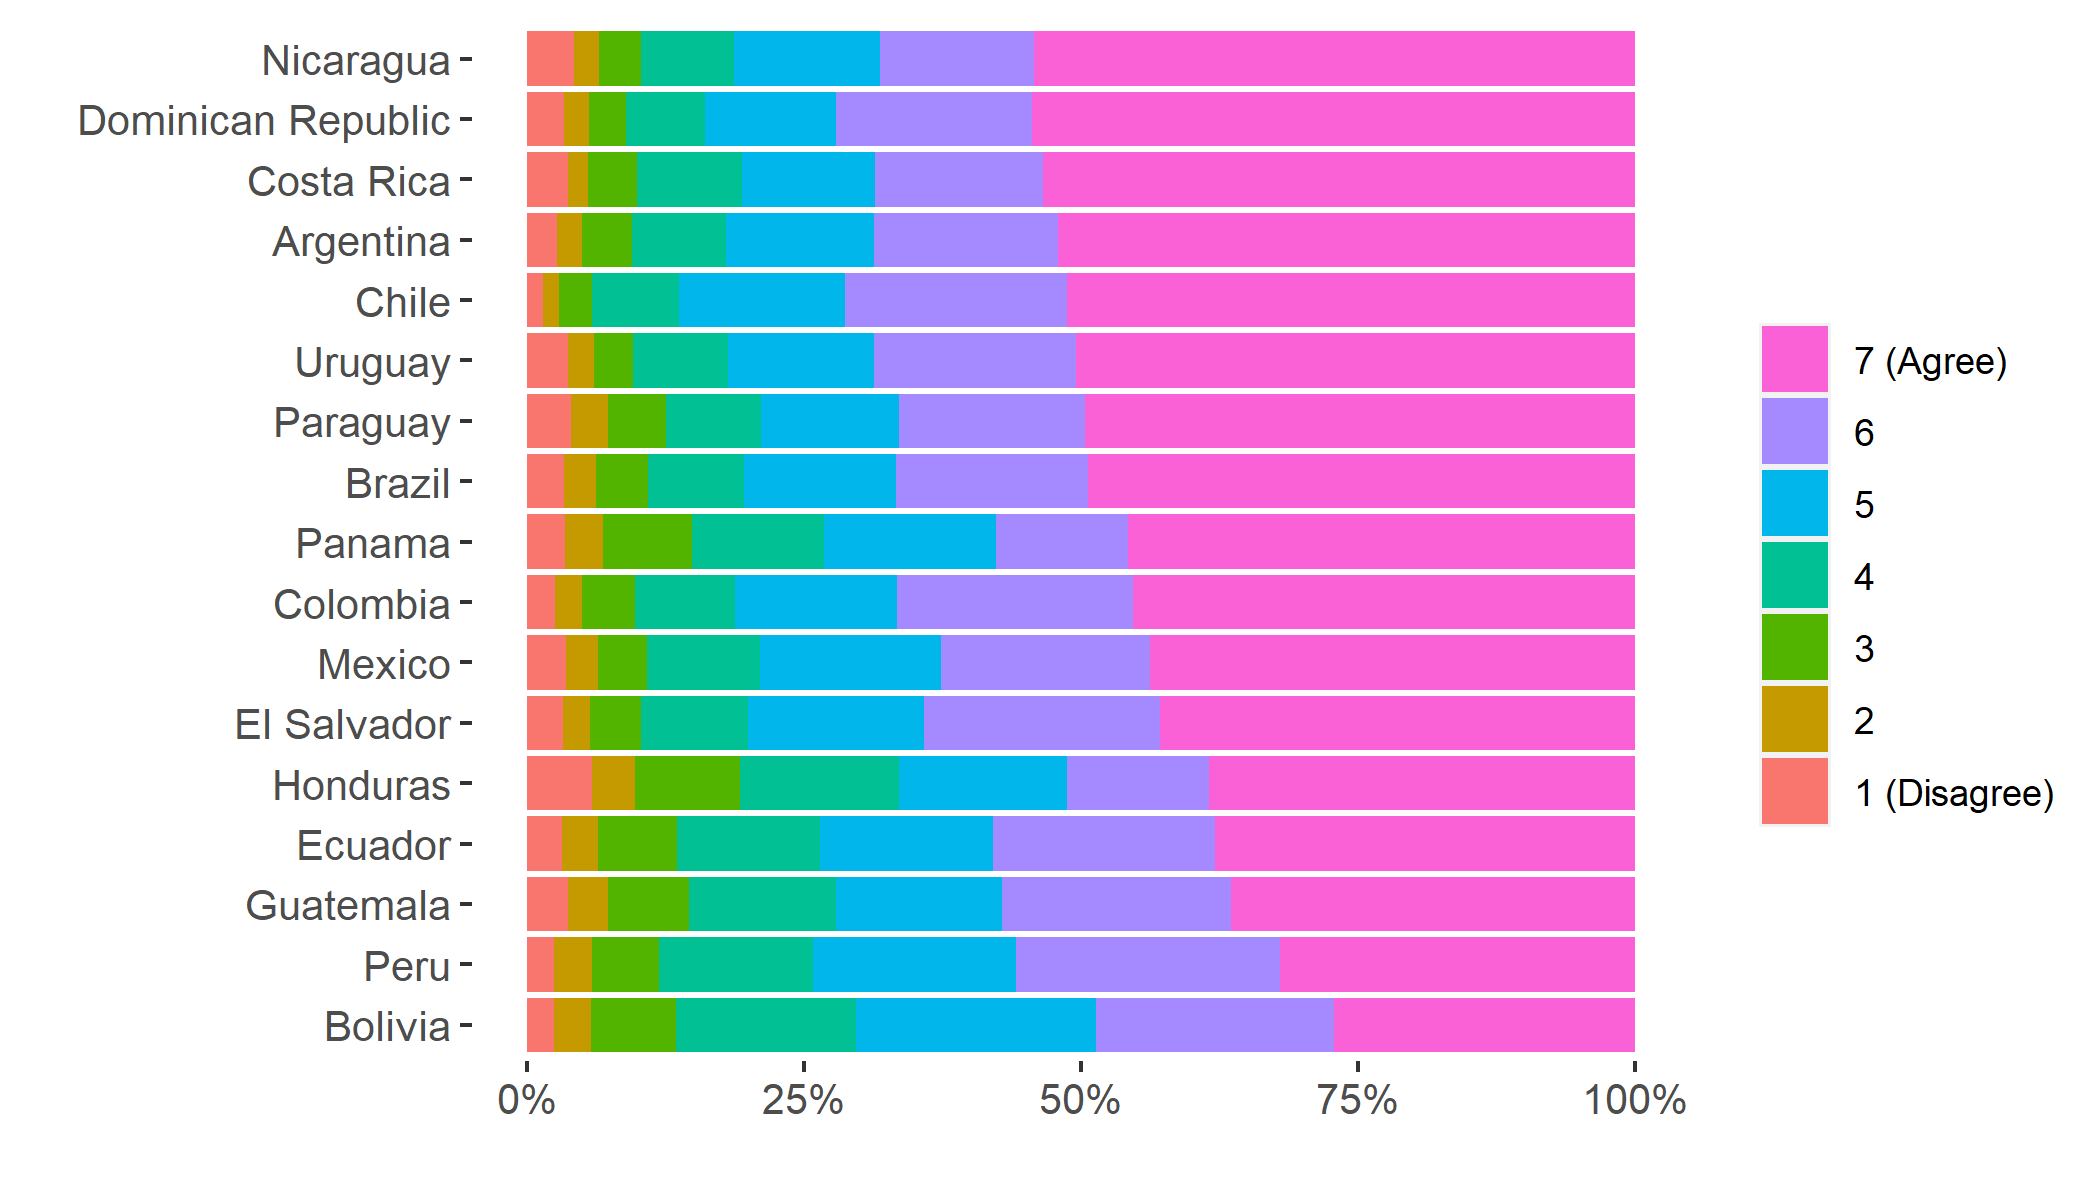 Nicaragua
Dominican Republic
Costa Rica
Argentina
Chile
Uruguay
Paraguay
Brazil
Panama
Colombia
Mexico
El Salvador
Honduras
Ecuador
Guatemala
Peru
Bolivia
0% 25% 50% 75% 100%
7 (Agree)
6
5
4
3
2
1 (Disagree)